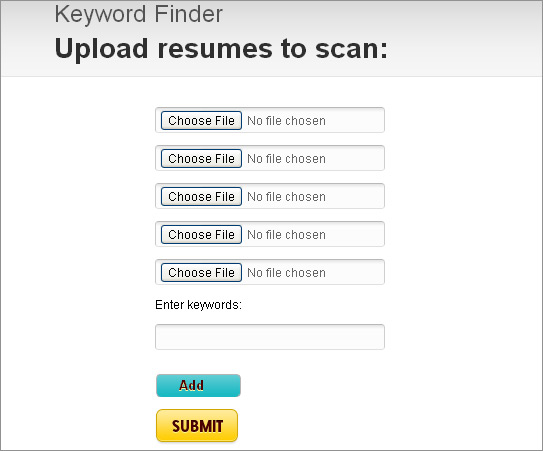 Keyword Finder
Upload resumes to scan:
Choose File No file chosen
Choose File No file chosen
Choose File No file chosen
Choose File No file chosen
Choose File No file chosen
Enter keywords:
Add
SUBMIT